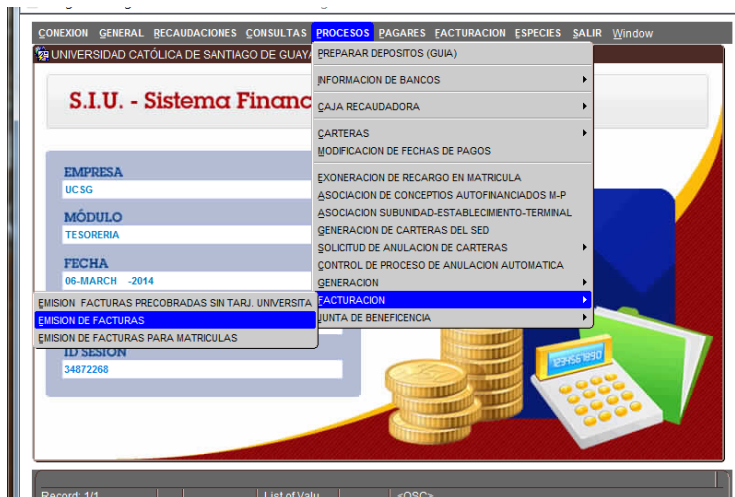 CONEXION GENERAL RECAUDACIONES CONSULTAS PROCESOS PAGARES FACTURACION ESPECIES SALIR Window
UNIVERSIDAD CATÓLICA DE SANTIAGO DE GUAYA
PREPARAR DEPOSITOS (GUIA)
INFORMACION DE BANCOS
CAJA RECAUDADORA
CARTERAS
MODIFICACION DE FECHAS DE PAGOS
EXONERACION DE RECARGO EN MATRICULA
ASOCIACION DE CONCEPTIOS AUTOFINANCIADOS M-P
ASOCIACION SUBUNIDAD-ESTABLECIMIENTO-TERMINAL
GENERACION DE CARTERAS DEL SED
SOLICITUD DE ANULACION DE CARTERAS
CONTROL DE PROCESO DE ANULACION AUTOMATICA
GENERACION
FACTURACION
JUNTA DE BENEFICENCIA
S.I.U. - Sistema Financ
EMPRESA
UCSG
MÓDULO
TESORERIA
FECHA
06-MARCH -2014
EMISION FACTURAS PRECOBRADAS SIN TARJ. UNIVERSITA
EMISION DE FACTURAS
EMISION DE FACTURAS PARA MATRICULAS
ID SESIÓN
34872268
1234567890
Record: 1/1 List of Valu <OSC>